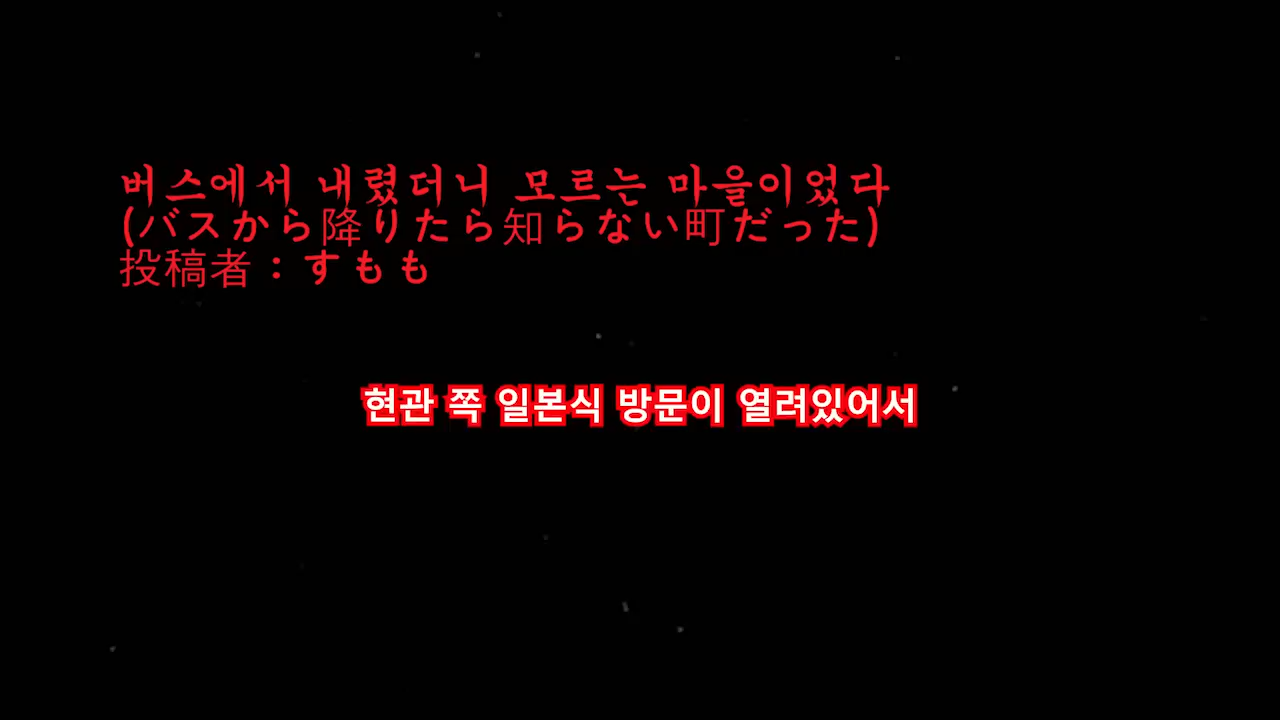 버스에서 내렸더니 모르는 마을이었다
(バスから降りたら知らない町だった)
投稿者：すもも
현관 쪽 일본식 방문이 열려있어서